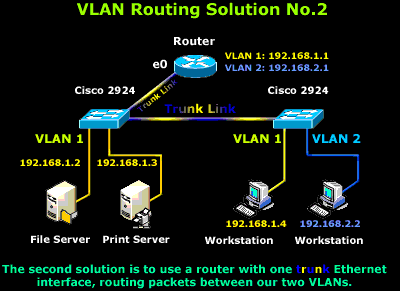 VLAN Routing Solution No.2
Router
e0
VLAN 1: 192.168.1.1
VLAN 2: 192.168.2.1
Cisco 2924
Cisco 2924
Trunk Link
Trunk Link
VLAN 1
VLAN 1
VLAN 2
192.168.1.2
192.168.1.3
192.168.1.4
192.168.2.2
File Server
Print Server
Workstation
Workstation
The second solution is to use a router with one trunk Ethernet
interface, routing packets between our two VLANs.